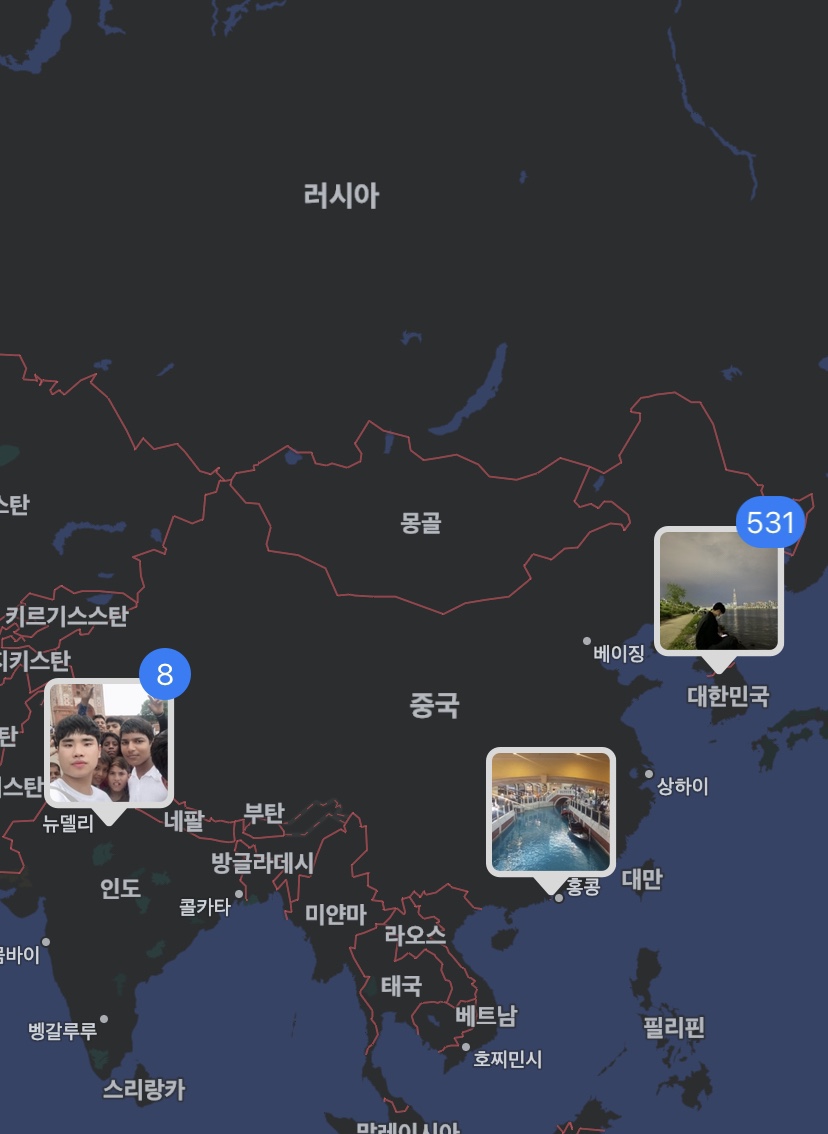 러시아
스탄
몽골
531
키르기스스탄
베이징
지키스탄
8
대한민국
중국
탄
스탄
상하이
뉴델리
네팔
부탄
방글라데시
인도
홍콩
대만
콜카타
미얀마
라오스
뭄바이
태국
베트남
벵갈루루
필리핀
호찌민시
스리랑카
말레이시아